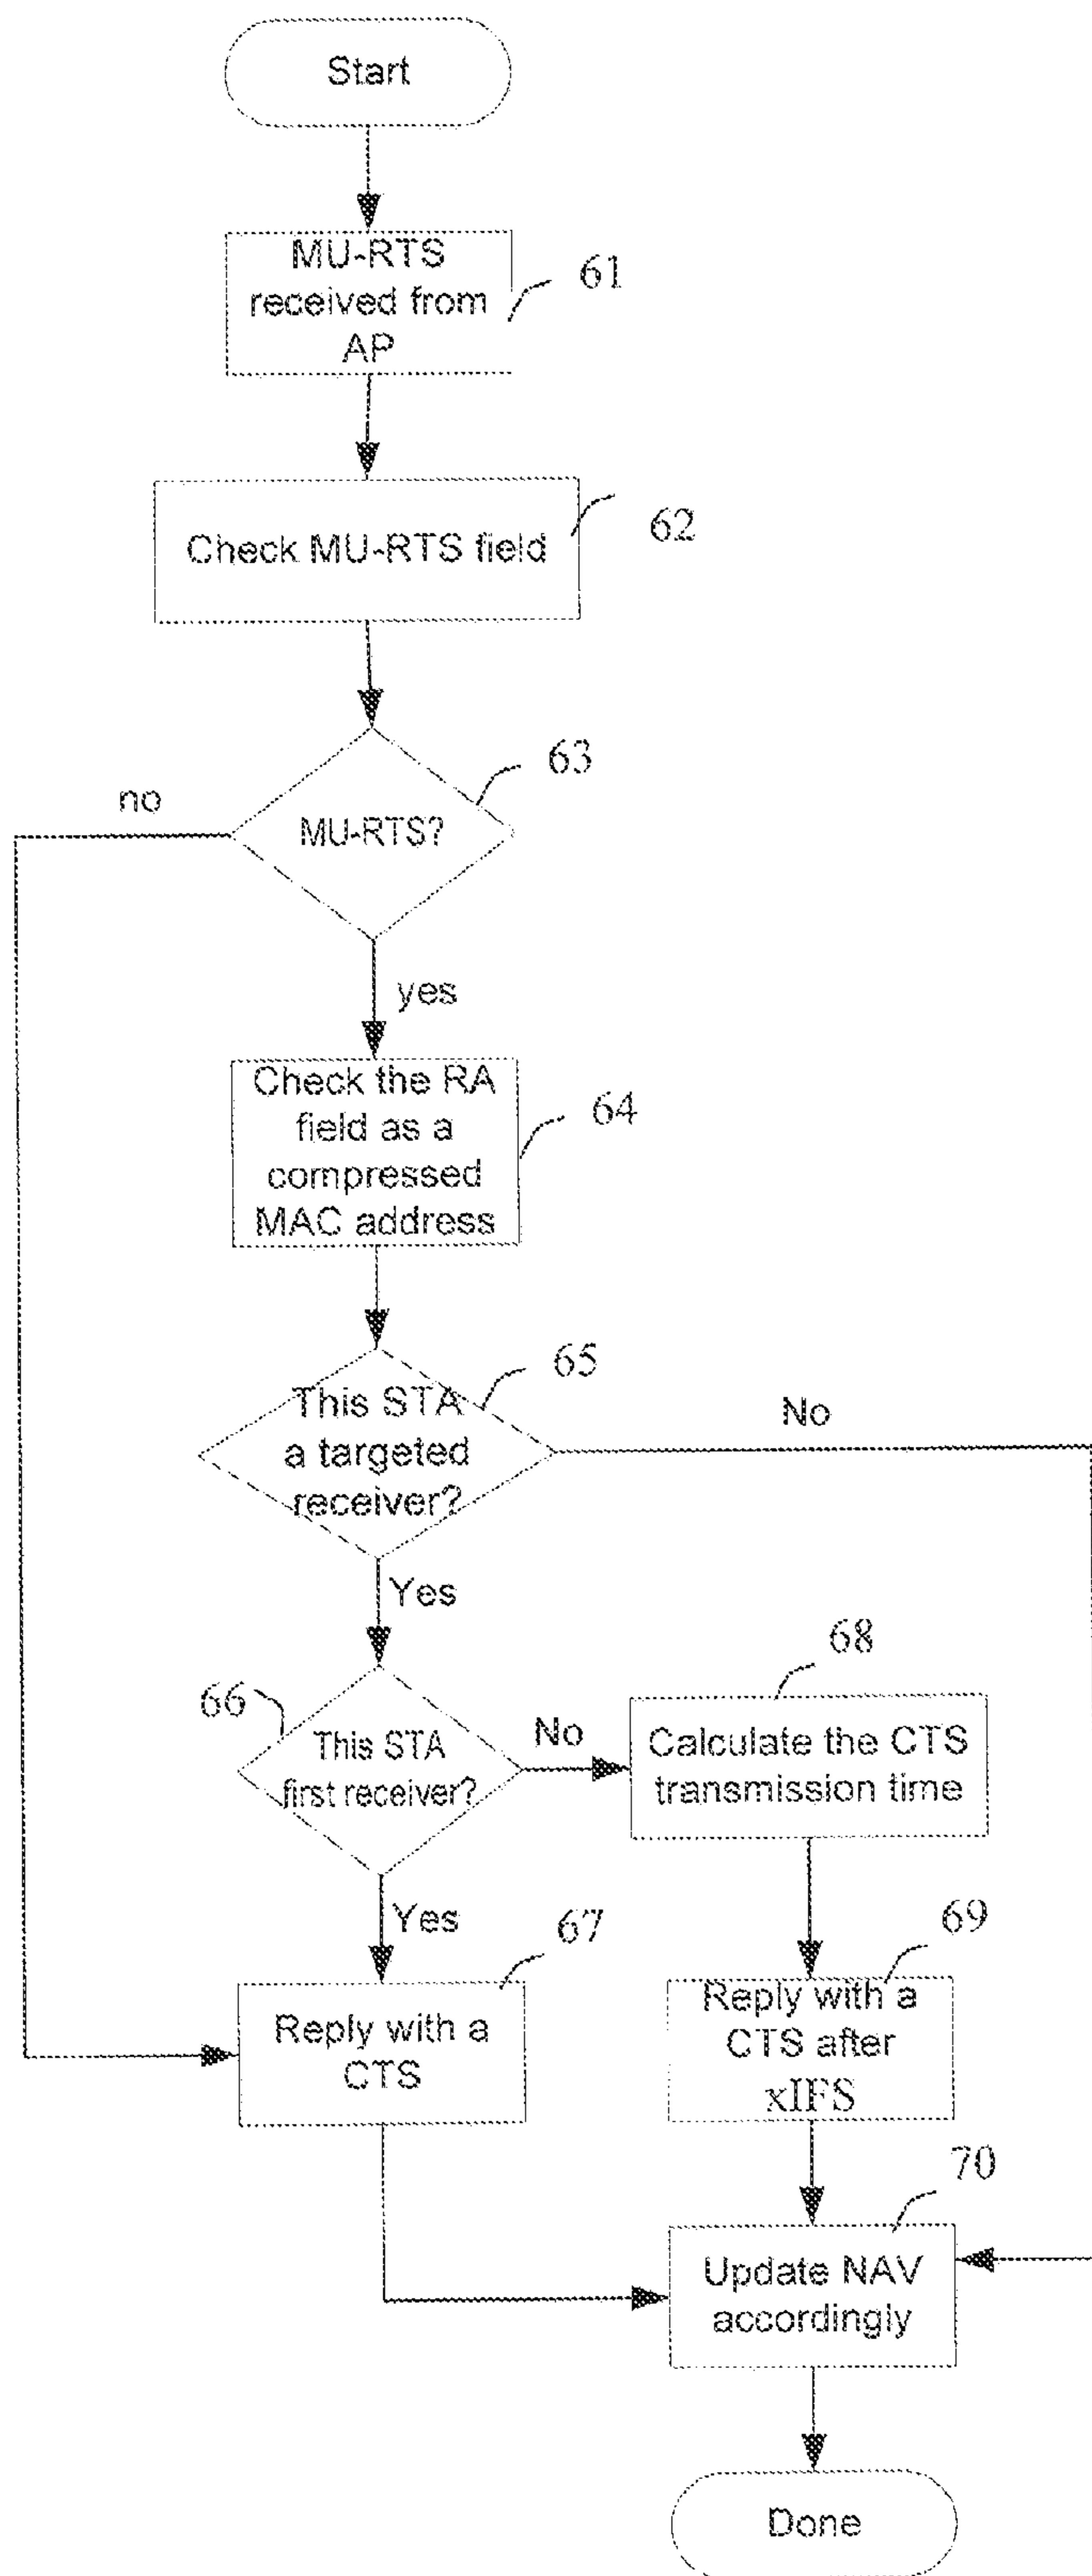 Start
MU-RTS
received from
AP
61
Check MU-RTS field
62
63
no
MU-RTS?
yes
Check the RA
field as a
compressed
MAC address
64
65
This STA
a targeted
receiver?
No
Yes
66
This STA
first receiver?
No
68
Calculate the CTS
transmission time
Yes
67
Reply with a
CTS
69
Reply with a
CTS after
xIFS
70
Update NAV
accordingly
Done